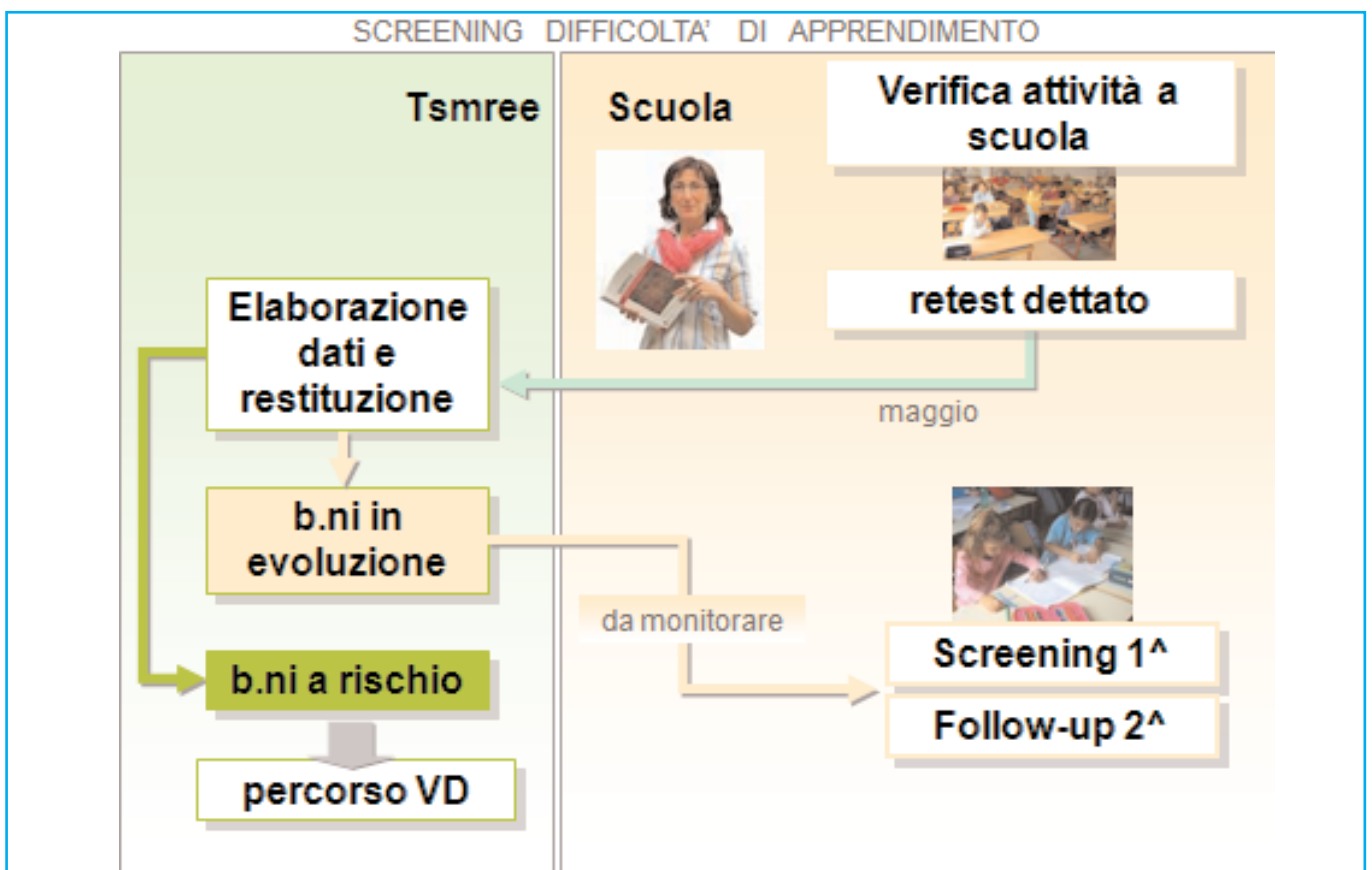 SCREENING DIFFICOLTA' DI APPRENDIMENTO
Tsmree
Scuola
Verifica attività a
scuola
retest dettato
maggio
Elaborazione
dati e
restituzione
b.ni in
evoluzione
da monitorare
Screening 1^
Follow-up 2^
b.ni a rischio
percorso VD